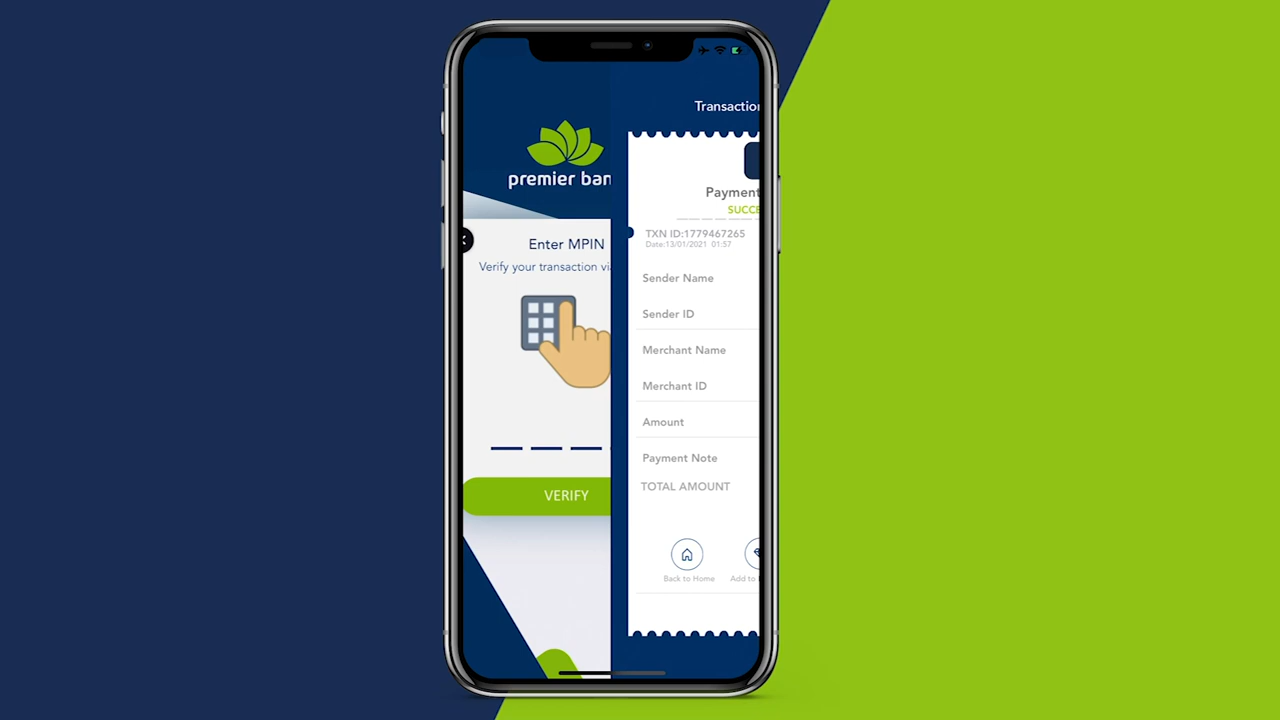 premier ban
Enter MPIN
Verify your transaction vi
VERIFY
Transaction
Payment
SUCCE
TXN ID:1779467265
Date:13/01/2021 01:57
Sender Name
Sender ID
Merchant Name
Merchant ID
Amount
Payment Note
TOTAL AMOUNT
Back to Home
Add to